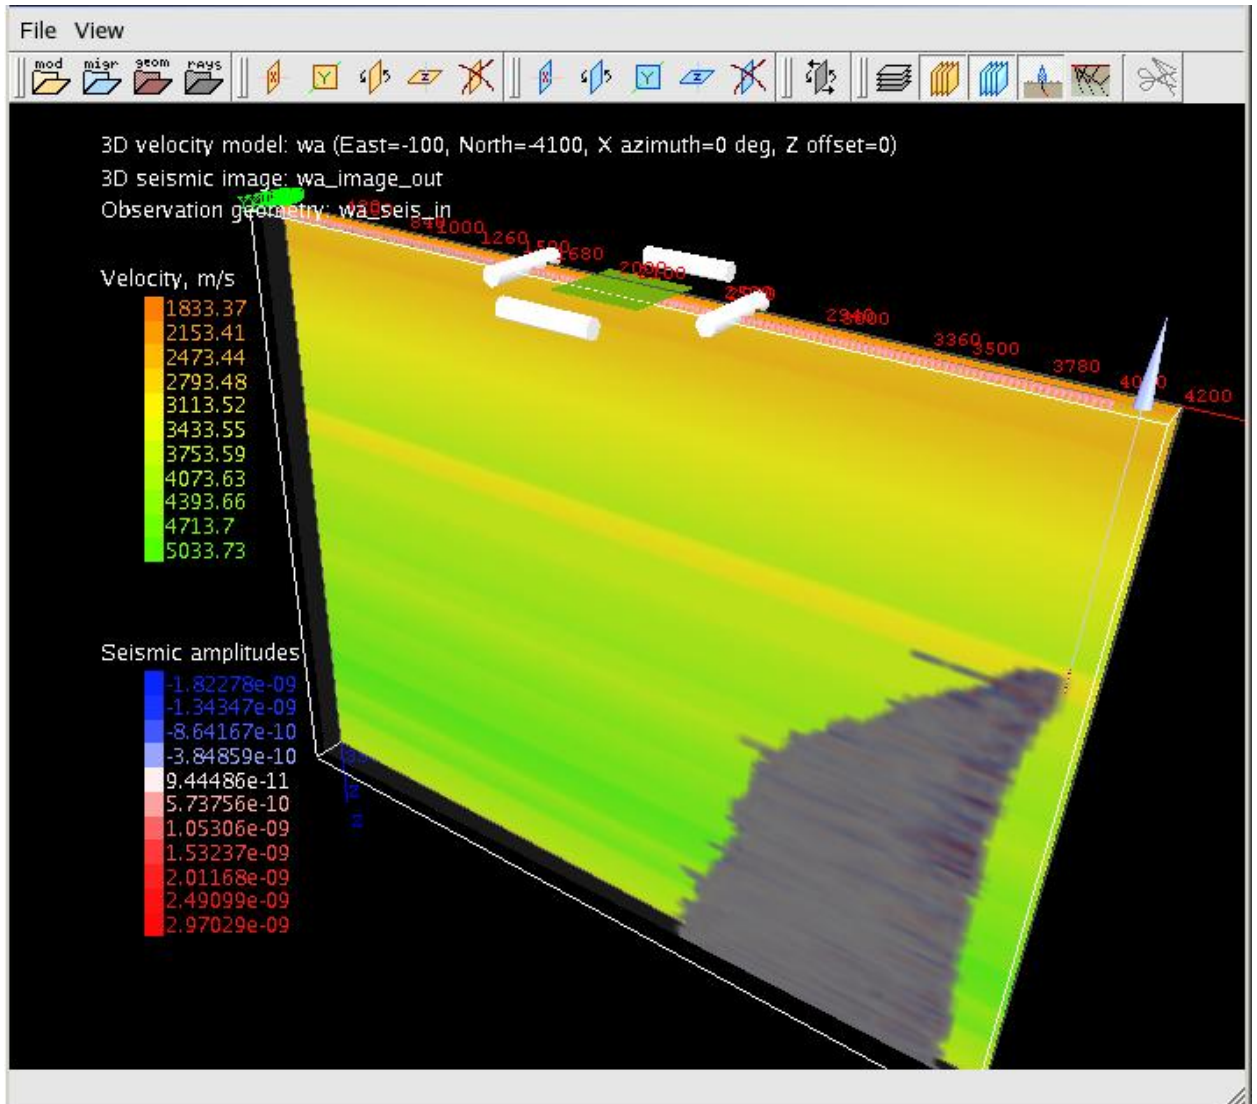 File View
mod migr geom rays
X Y Z X Y Z
3D velocity model: wa (East=-100, North=-4100, X azimuth=0 deg, Z offset=0)
3D seismic image: wa_image_out
Observation geometry: wa_seis_in
840 1000 1260 1680 2940 3360 3500 3780 4200
Velocity, m/s
1833.37
2153.41
2473.44
2793.48
3113.52
3433.55
3753.59
4073.63
4393.66
4713.7
5033.73
Seismic amplitudes
-1.82278e-09
-1.34347e-09
-8.64167e-10
-3.84859e-10
9.44486e-11
5.73756e-10
1.05306e-09
1.53237e-09
2.01168e-09
2.49099e-09
2.97029e-09
Z
Z